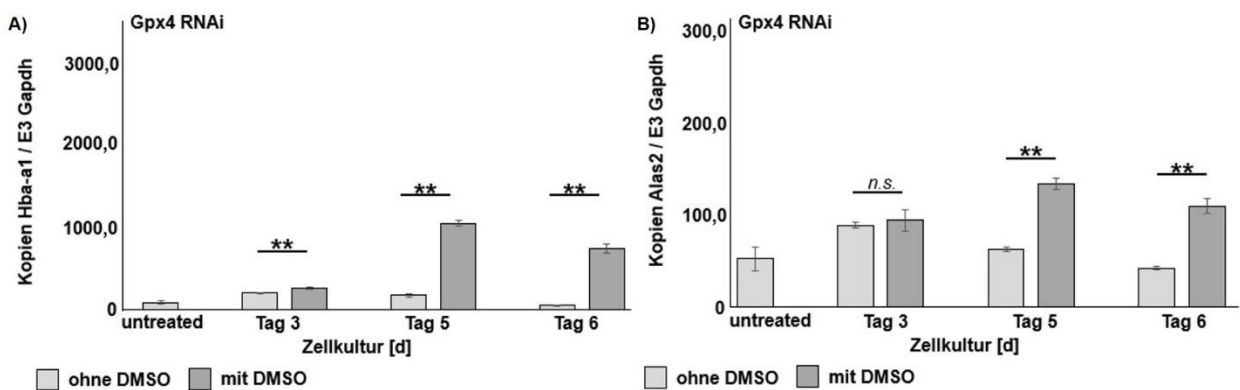 A)
Gpx4 RNAi
Kopien Hba-a1 / E3 Gapdh
3000,0
2000,0
1000,0
0
**
**
**
untreated Tag 3 Tag 5 Tag 6
Zellkultur [d]
ohne DMSO mit DMSO
B)
Gpx4 RNAi
Kopien Alas2 / E3 Gapdh
300,0
200,0
100,0
0
n.s.
**
**
untreated Tag 3 Tag 5 Tag 6
Zellkultur [d]
ohne DMSO mit DMSO